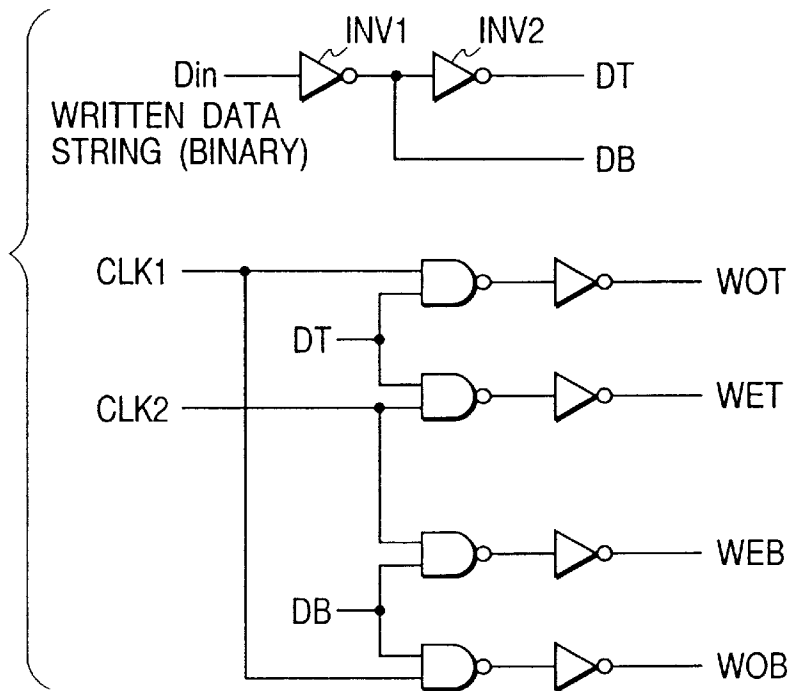 INV1
INV2
Din
DT
WRITTEN DATA
STRING (BINARY)
DB
CLK1
WOT
DT
WET
CLK2
WEB
DB
WOB